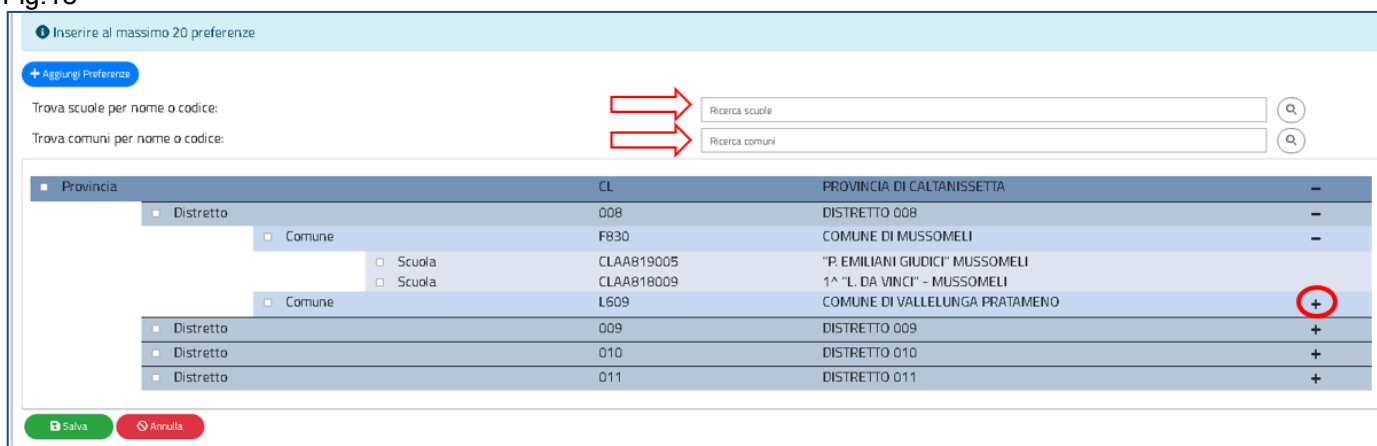 Inserire al massimo 20 preferenze
+ Aggiungi Preferenze
Trova scuole per nome o codice: Ricerca scuole
Trova comuni per nome o codice: Ricerca comuni
Provincia CL PROVINCIA DI CALTANISSETTA −
Distretto 008 DISTRETTO 008 −
Comune F830 COMUNE DI MUSSOMELI −
Scuola CLAA819005 "P. EMILIANI GIUDICI" MUSSOMELI
Scuola CLAA818009 1^ "L. DA VINCI" - MUSSOMELI
Comune L609 COMUNE DI VALLELUNGA PRATAMENO +
Distretto 009 DISTRETTO 009 +
Distretto 010 DISTRETTO 010 +
Distretto 011 DISTRETTO 011 +
Salva Annulla